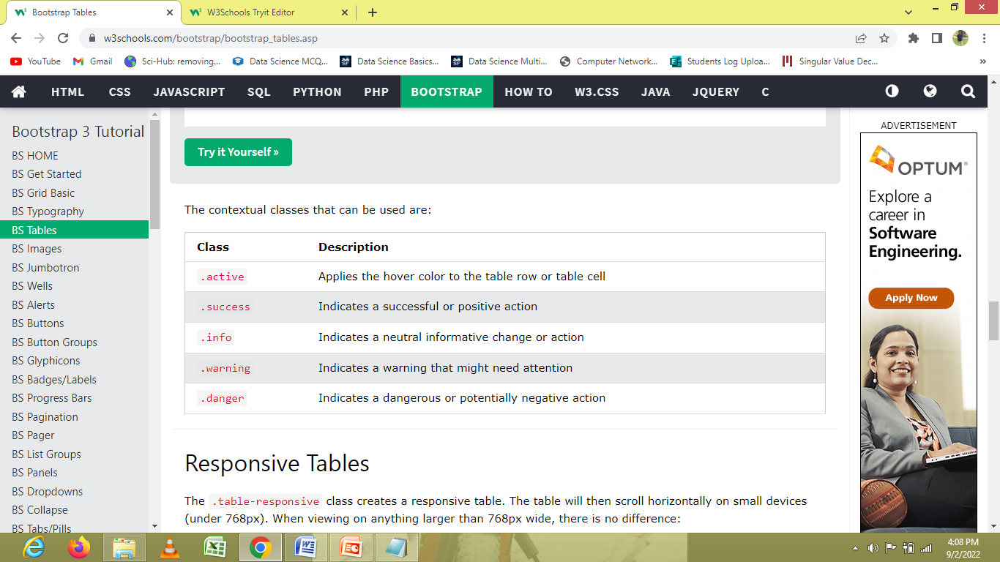 Bootstrap Tables
W3Schools Tryit Editor
w3schools.com/bootstrap/bootstrap_tables.asp
YouTube
Gmail
Sci-Hub: removing...
Data Science MCQ...
Data Science Basics...
Data Science Multi...
Computer Network...
Students Log Uploa...
Singular Value Dec...
HTML CSS JAVASCRIPT SQL PYTHON PHP BOOTSTRAP HOW TO W3.CSS JAVA JQUERY C
Bootstrap 3 Tutorial
BS HOME
BS Get Started
BS Grid Basic
BS Typography
BS Tables
BS Images
BS Jumbotron
BS Wells
BS Alerts
BS Buttons
BS Button Groups
BS Glyphicons
BS Badges/Labels
BS Progress Bars
BS Pagination
BS Pager
BS List Groups
BS Panels
BS Dropdowns
BS Collapse
BS Tabs/Pills
Try it Yourself »
The contextual classes that can be used are:
Class Description
.active Applies the hover color to the table row or table cell
.success Indicates a successful or positive action
.info Indicates a neutral informative change or action
.warning Indicates a warning that might need attention
.danger Indicates a dangerous or potentially negative action
Responsive Tables
The .table-responsive class creates a responsive table. The table will then scroll horizontally on small devices
(under 768px). When viewing on anything larger than 768px wide, there is no difference:
ADVERTISEMENT
OPTUM®
Explore a
career in
Software
Engineering.
Apply Now
4:08 PM
9/2/2022